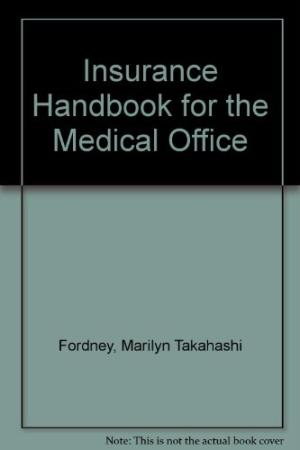 Insurance
Handbook for the
Medical Office
Fordney, Marilyn Takahashi
Note: This is not the actual book cover